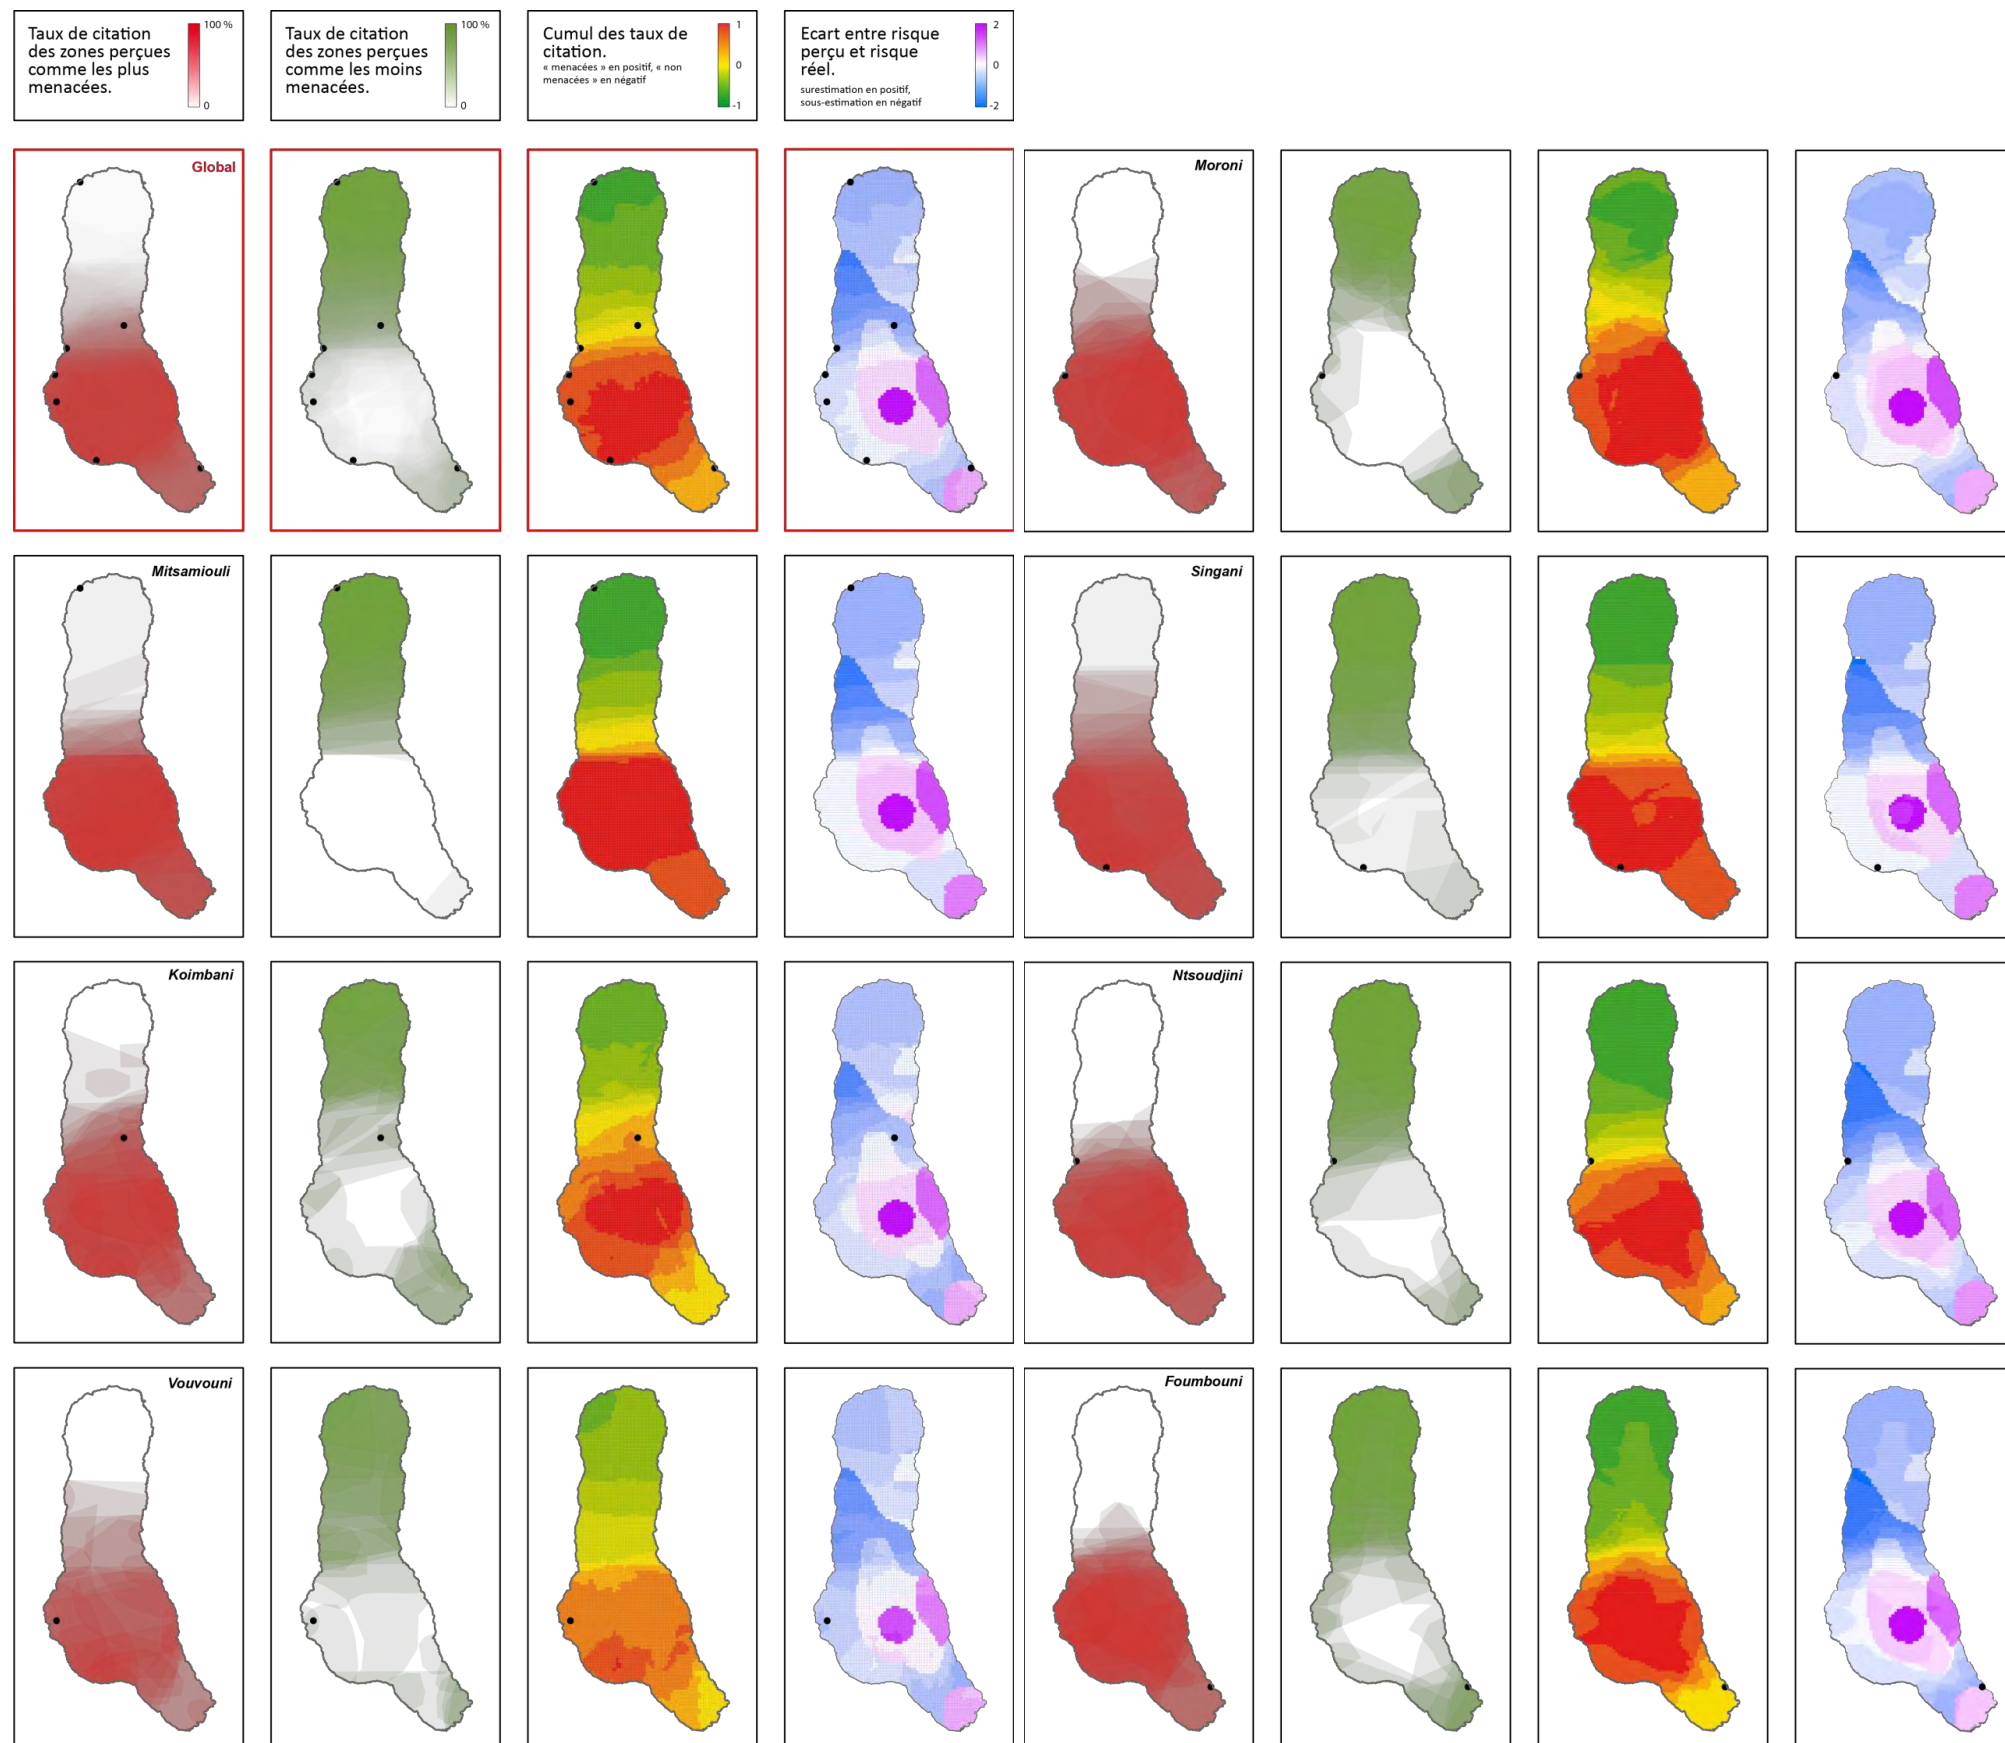 Taux de citation
des zones perçues
comme les plus
menacées.
100 %
0
Taux de citation
des zones perçues
comme les moins
menacées.
100 %
0
Cumul des taux de
citation.
« menacées » en positif, « non
menacées » en négatif
1
0
-1
Ecart entre risque
perçu et risque
réel.
surestimation en positif,
sous-estimation en négatif
2
0
-2
Global
Moroni
Mitsamiouli
Singani
Koimbani
Ntsoudjini
Vouvouni
Foumbouni